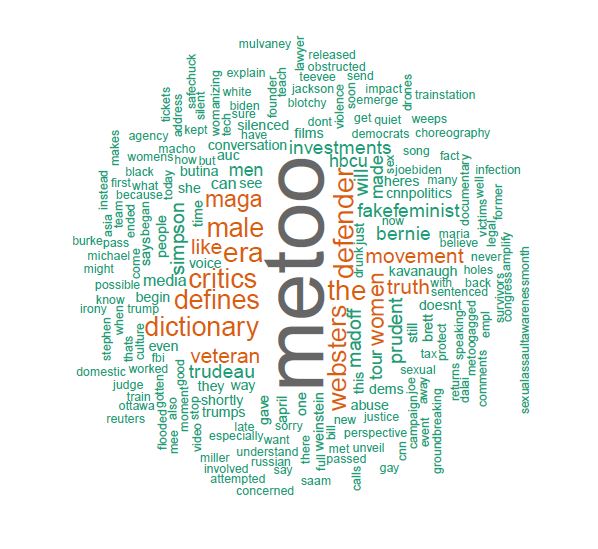 mulvaney
released
lawyer
obstructed
teevee
send
explain
teach
founder
jackson
soon
impact
drones
safechuck
womanizing
white
blotchy
violence
emerge
trainstation
tickets
address
silent
biden
tech
sure
silenced
films
dont
get
quiet
weeps
kept
have
democrats
choreography
agency
macho
conversation
investments
makes
womens
how
but
auc
hbcu
made
sex
song
fact
black
butina
men
will
joebiden
infection
instead
first
what
because
today
she
can
see
heres
many
documentary
well
former
cnnpolitics
victims
asia
team
ended
time
maga
metoo
defender
fakefeminist
now
legal
burke
pass
says
began
people
simpson
like
male
era
drunk
just
bernie
maria
believe
amplify
michael
voice
movement
never
might
come
media
critics
the
women
truth
kavanaugh
holes
with
back
congress
survivors
possible
begin
defines
prudent
sentenced
know
trump
doesnt
irony
when
culture
dictionary
websters
madoff
tour
still
brett
speaking
empl
metoogagged
sexualassaultawarenessmonth
stephen
thats
even
veteran
this
tax
protect
fbi
domestic
worked
good
trudeau
dems
sexual
returns
dalai
comments
judge
gotten
moment
they
way
abuse
joe
away
train
stop
shortly
gave
april
one
weinstein
justice
campaign
event
groundbreaking
ottawa
also
trumps
new
reuters
flooded
mee
video
late
sorry
bill
perspective
cnn
especially
want
there
full
met
unveil
understand
passed
miller
russian
say
gay
involved
calls
attempted
saam
concerned